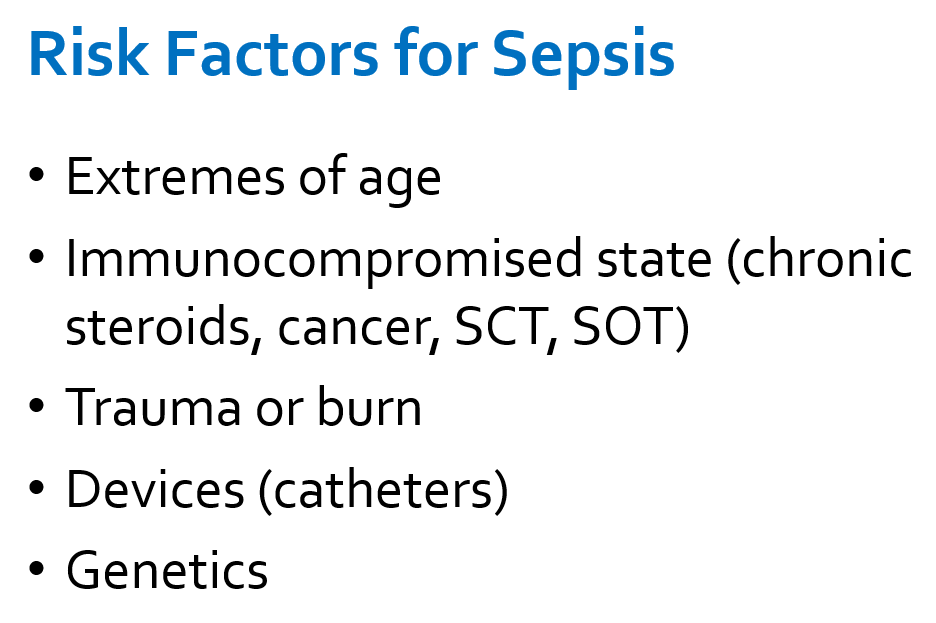 Risk Factors for Sepsis
• Extremes of age
• Immunocompromised state (chronic
steroids, cancer, SCT, SOT)
• Trauma or burn
• Devices (catheters)
• Genetics